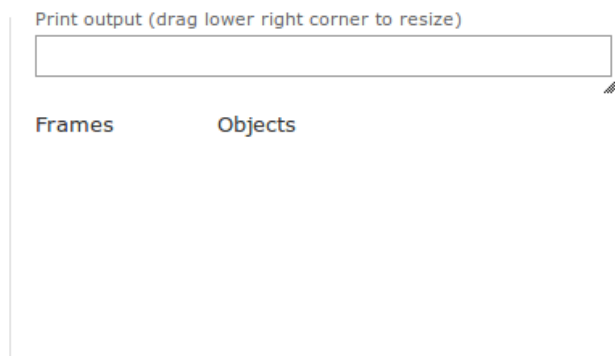 Print output (drag lower right corner to resize)
Frames Objects